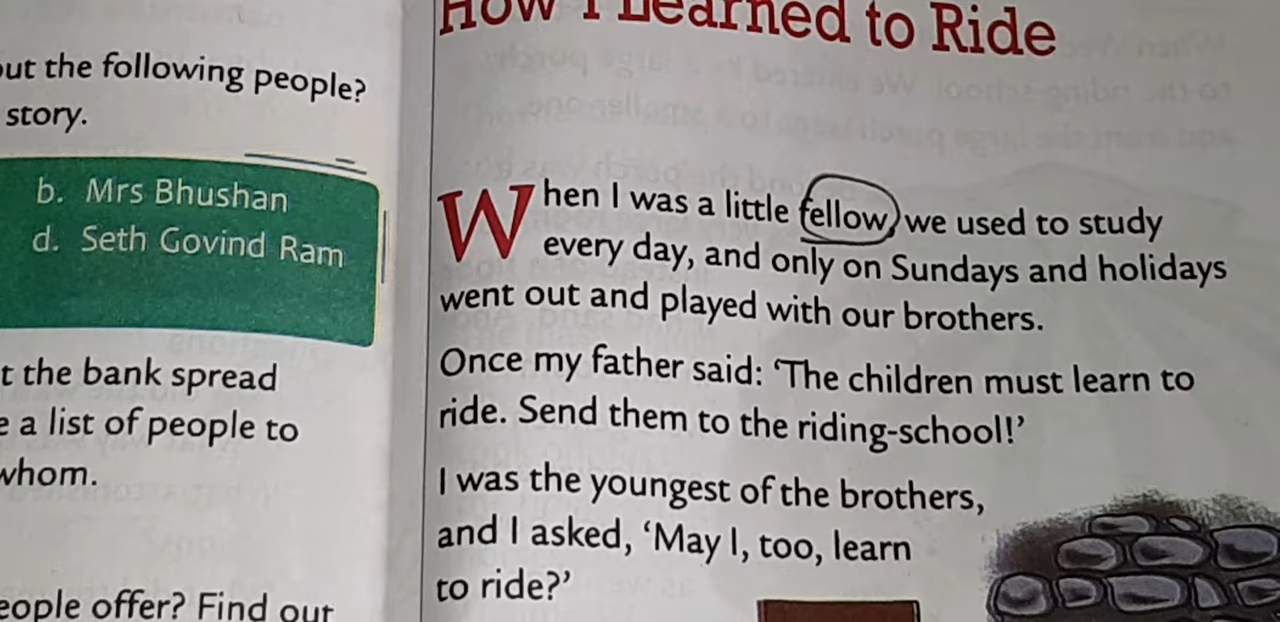 out the following people?
story.
b. Mrs Bhushan
d. Seth Govind Ram
t the bank spread
e a list of people to
whom.
eople offer? Find out
How I Learned to Ride
When I was a little fellow, we used to study
every day, and only on Sundays and holidays
went out and played with our brothers.
Once my father said: ‘The children must learn to
ride. Send them to the riding-school!’
I was the youngest of the brothers,
and I asked, ‘May I, too, learn
to ride?’